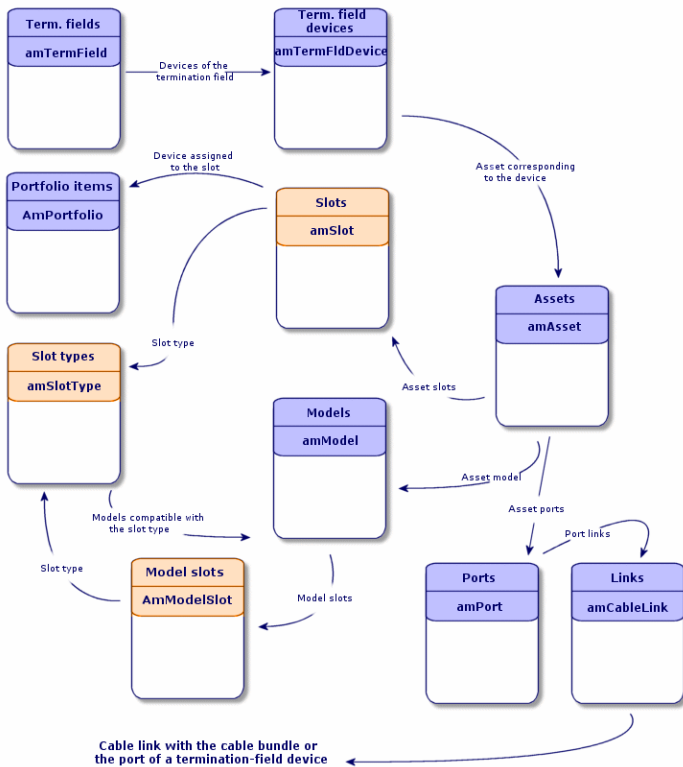 Term. fields
amTermField
Devices of the
termination field
Term. field
devices
amTermFldDevice
Asset corresponding
to the device
Device assigned
to the slot
Portfolio items
AmPortfolio
Slots
amSlot
Assets
amAsset
Slot type
Asset slots
Slot types
amSlotType
Models
amModel
Asset model
Asset ports
Models compatible with
the slot type
Port links
Slot type
Model slots
AmModelSlot
Model slots
Ports
amPort
Links
amCableLink
Cable link with the cable bundle or
the port of a termination-field device